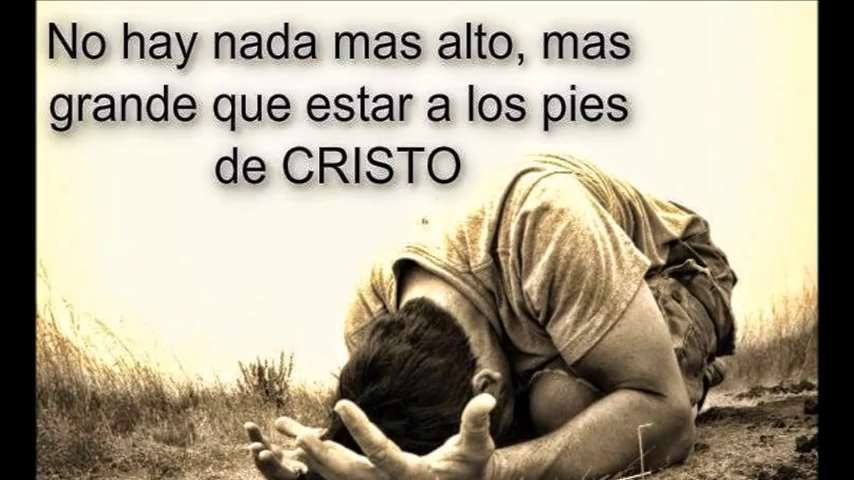 No hay nada mas alto, mas
grande que estar a los pies
de CRISTO